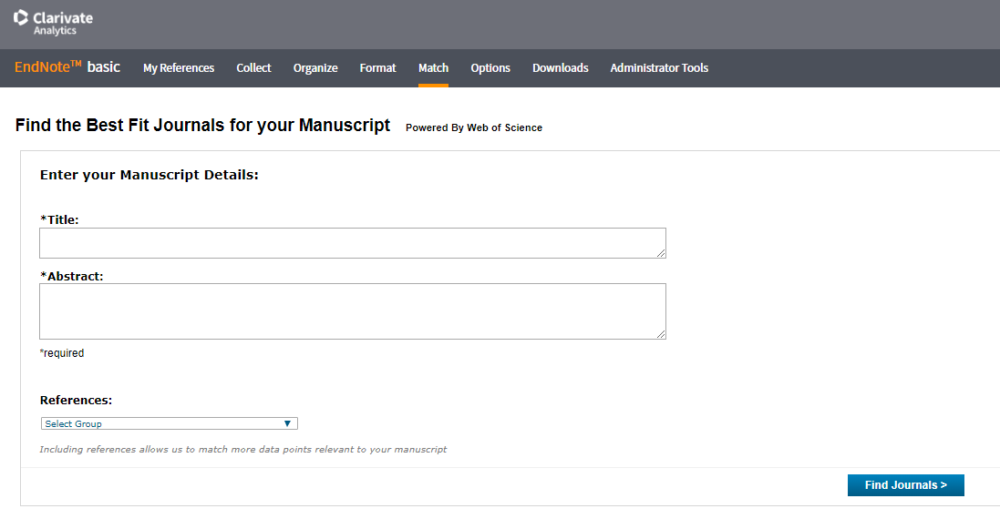 Clarivate
Analytics
EndNote™ basic My References Collect Organize Format Match Options Downloads Administrator Tools
Find the Best Fit Journals for your Manuscript Powered By Web of Science
Enter your Manuscript Details:
*Title:
*Abstract:
*required
References:
Select Group
Including references allows us to match more data points relevant to your manuscript
Find Journals >